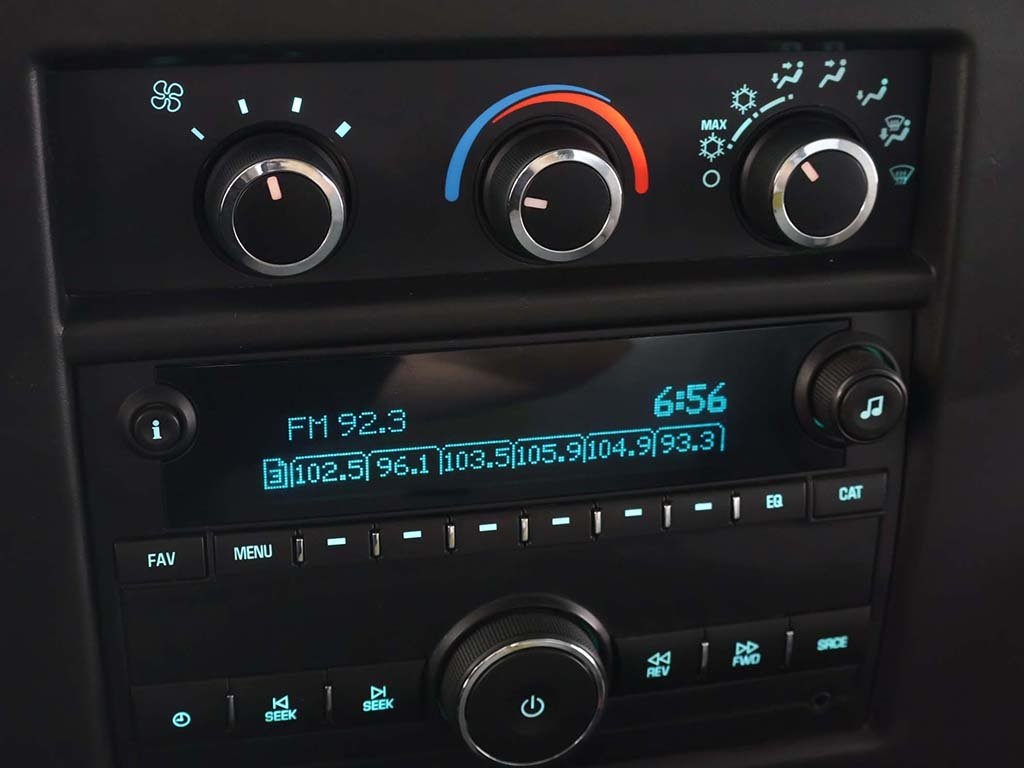 MAX
FM 92.3 6:56
3 102.5 96.1 103.5 105.9 104.9 93.3
i
FAV MENU EQ CAT
SEEK SEEK REV FWD SRCE